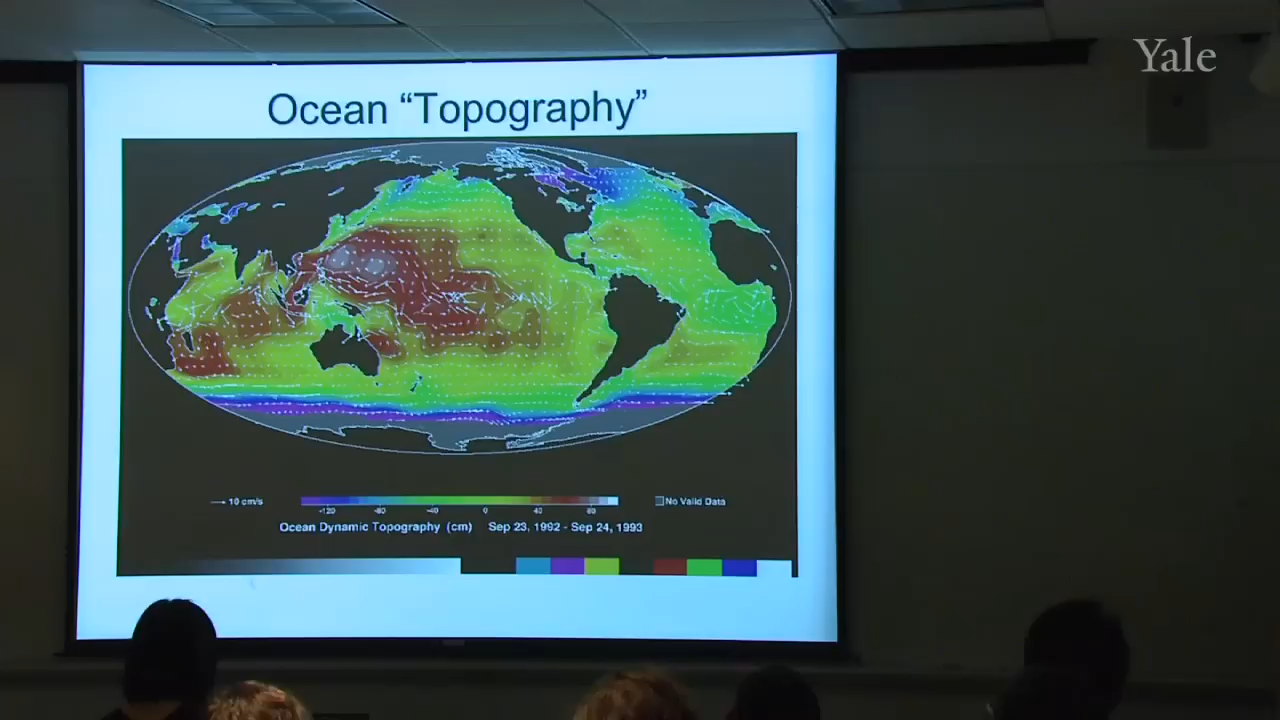 Yale
Ocean “Topography”
10 cm/s
-120 -80 -40 0 40 80
No Valid Data
Ocean Dynamic Topography (cm) Sep 23, 1992 - Sep 24, 1993